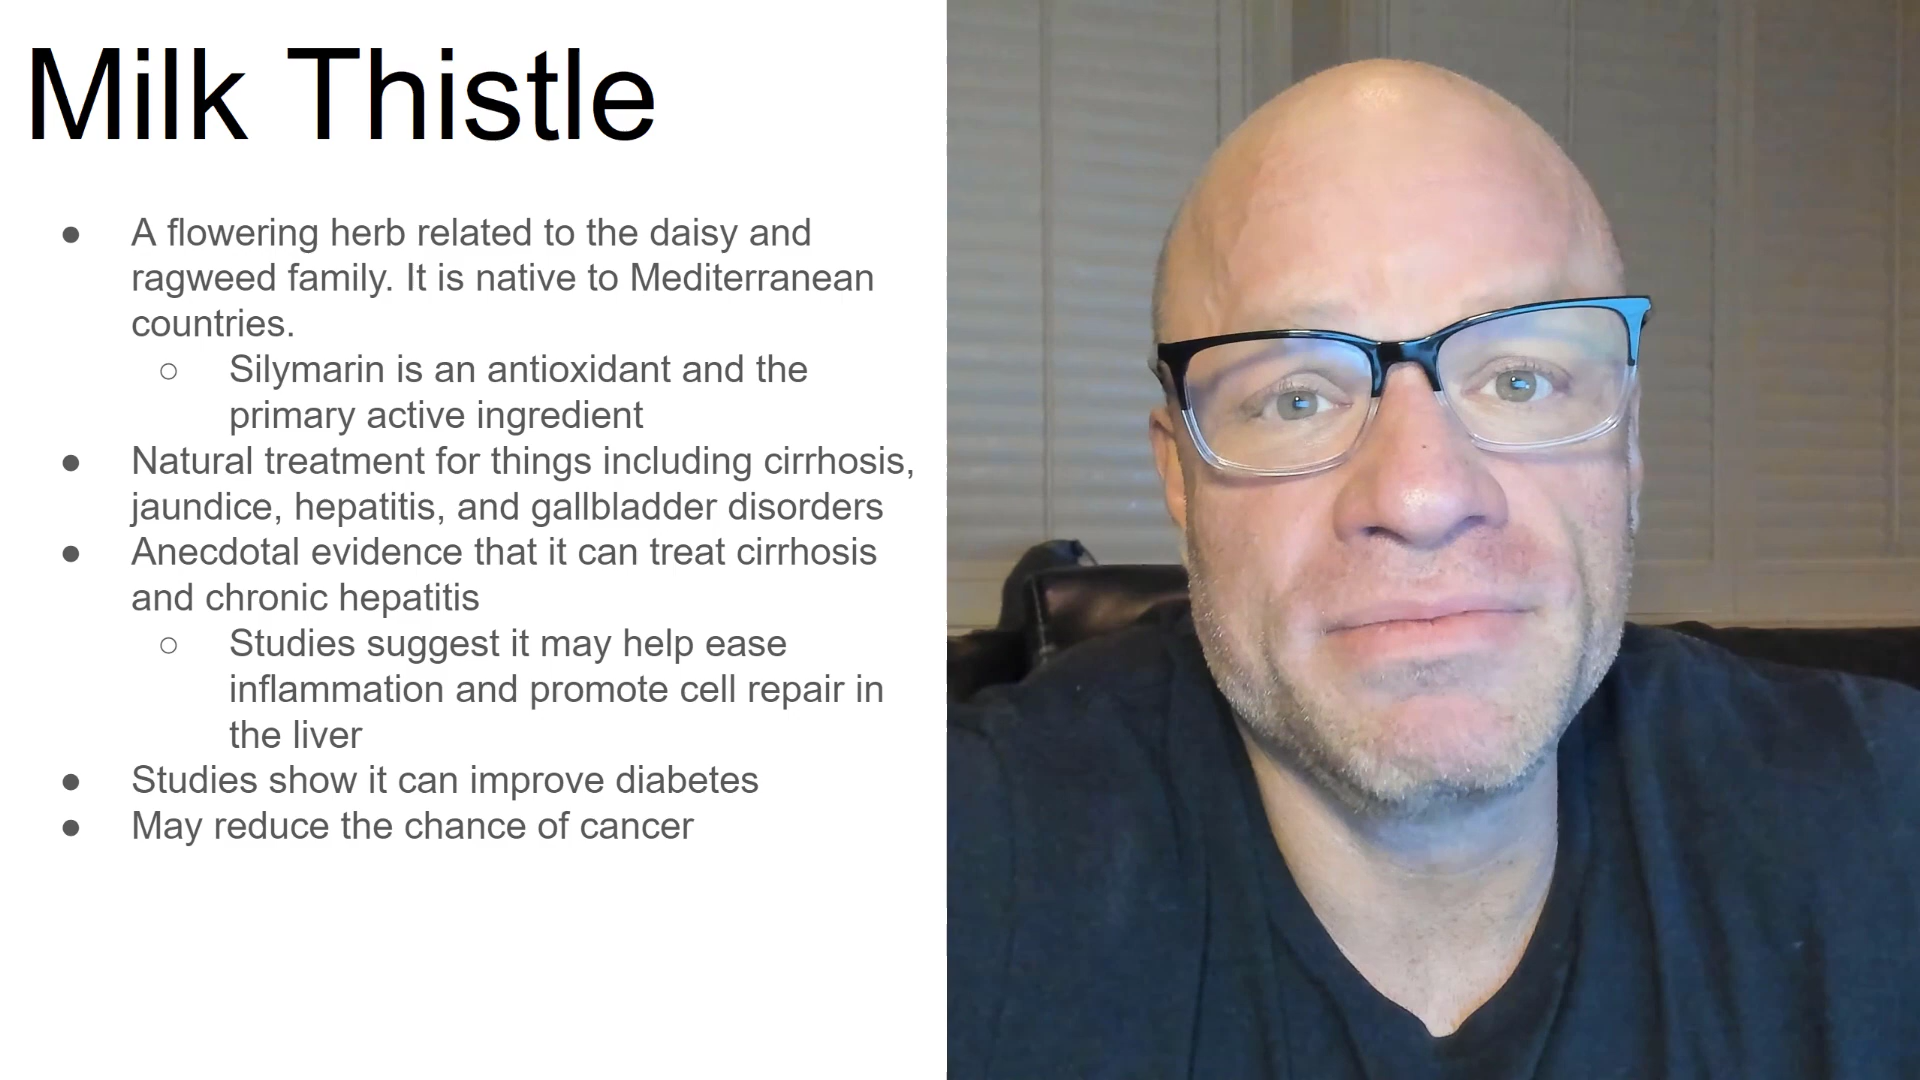 Milk Thistle
● A flowering herb related to the daisy and
ragweed family. It is native to Mediterranean
countries.
○ Silymarin is an antioxidant and the
primary active ingredient
● Natural treatment for things including cirrhosis,
jaundice, hepatitis, and gallbladder disorders
● Anecdotal evidence that it can treat cirrhosis
and chronic hepatitis
○ Studies suggest it may help ease
inflammation and promote cell repair in
the liver
● Studies show it can improve diabetes
● May reduce the chance of cancer